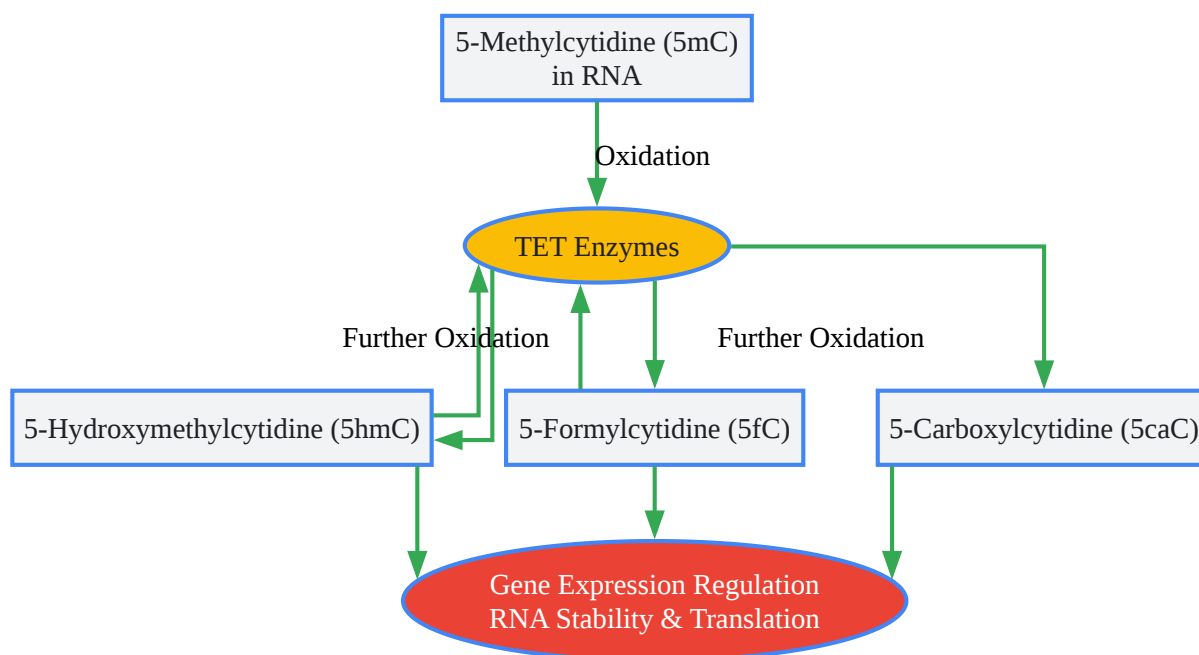 5-Methylcytidine (5mC)
in RNA
Oxidation
TET Enzymes
Further Oxidation
Further Oxidation
5-Hydroxymethylcytidine (5hmC)
5-Formylcytidine (5fC)
5-Carboxylcytidine (5caC)
Gene Expression Regulation
RNA Stability & Translation